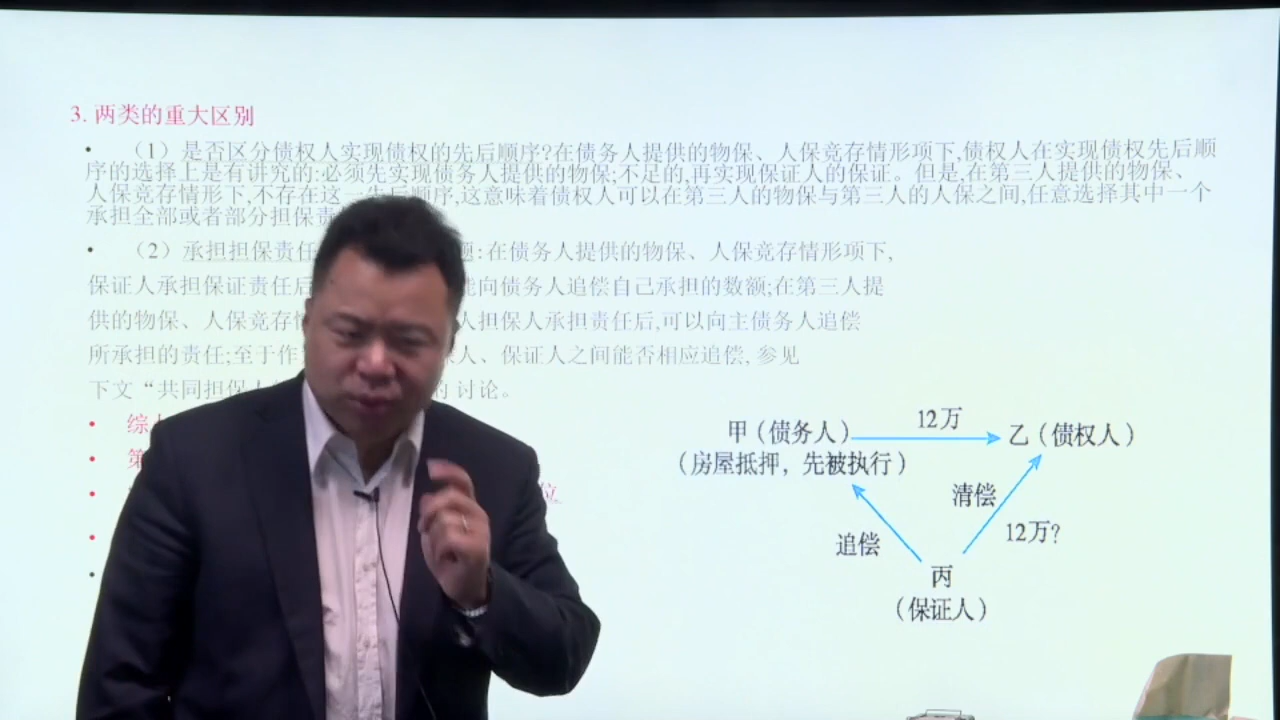 3. 两类的重大区别
• （1）是否区分债权人实现债权的先后顺序?在债务人提供的物保、人保竞存情形项下,债权人在实现债权先后顺
序的选择上是有讲究的:必须先实现债务人提供的物保;不足的,再实现保证人的保证。但是,在第三人提供的物保、
人保竞存情形下,不存在这一先后顺序,这意味着债权人可以在第三人的物保与第三人的人保之间,任意选择其中一个
承担全部或者部分担保责
• （2）承担担保责任 题:在债务人提供的物保、人保竞存情形项下,
保证人承担保证责任后 能向债务人追偿自己承担的数额;在第三人提
供的物保、人保竞存 人担保人承担责任后,可以向主债务人追偿
所承担的责任;至于作 保人、保证人之间能否相应追偿, 参见
下文“共同担保人 的 讨论。
• 综
• 第
• 位
•
•
甲（债务人） 12万 乙（债权人）
（房屋抵押，先被执行）
清偿
12万?
追偿
丙
（保证人）